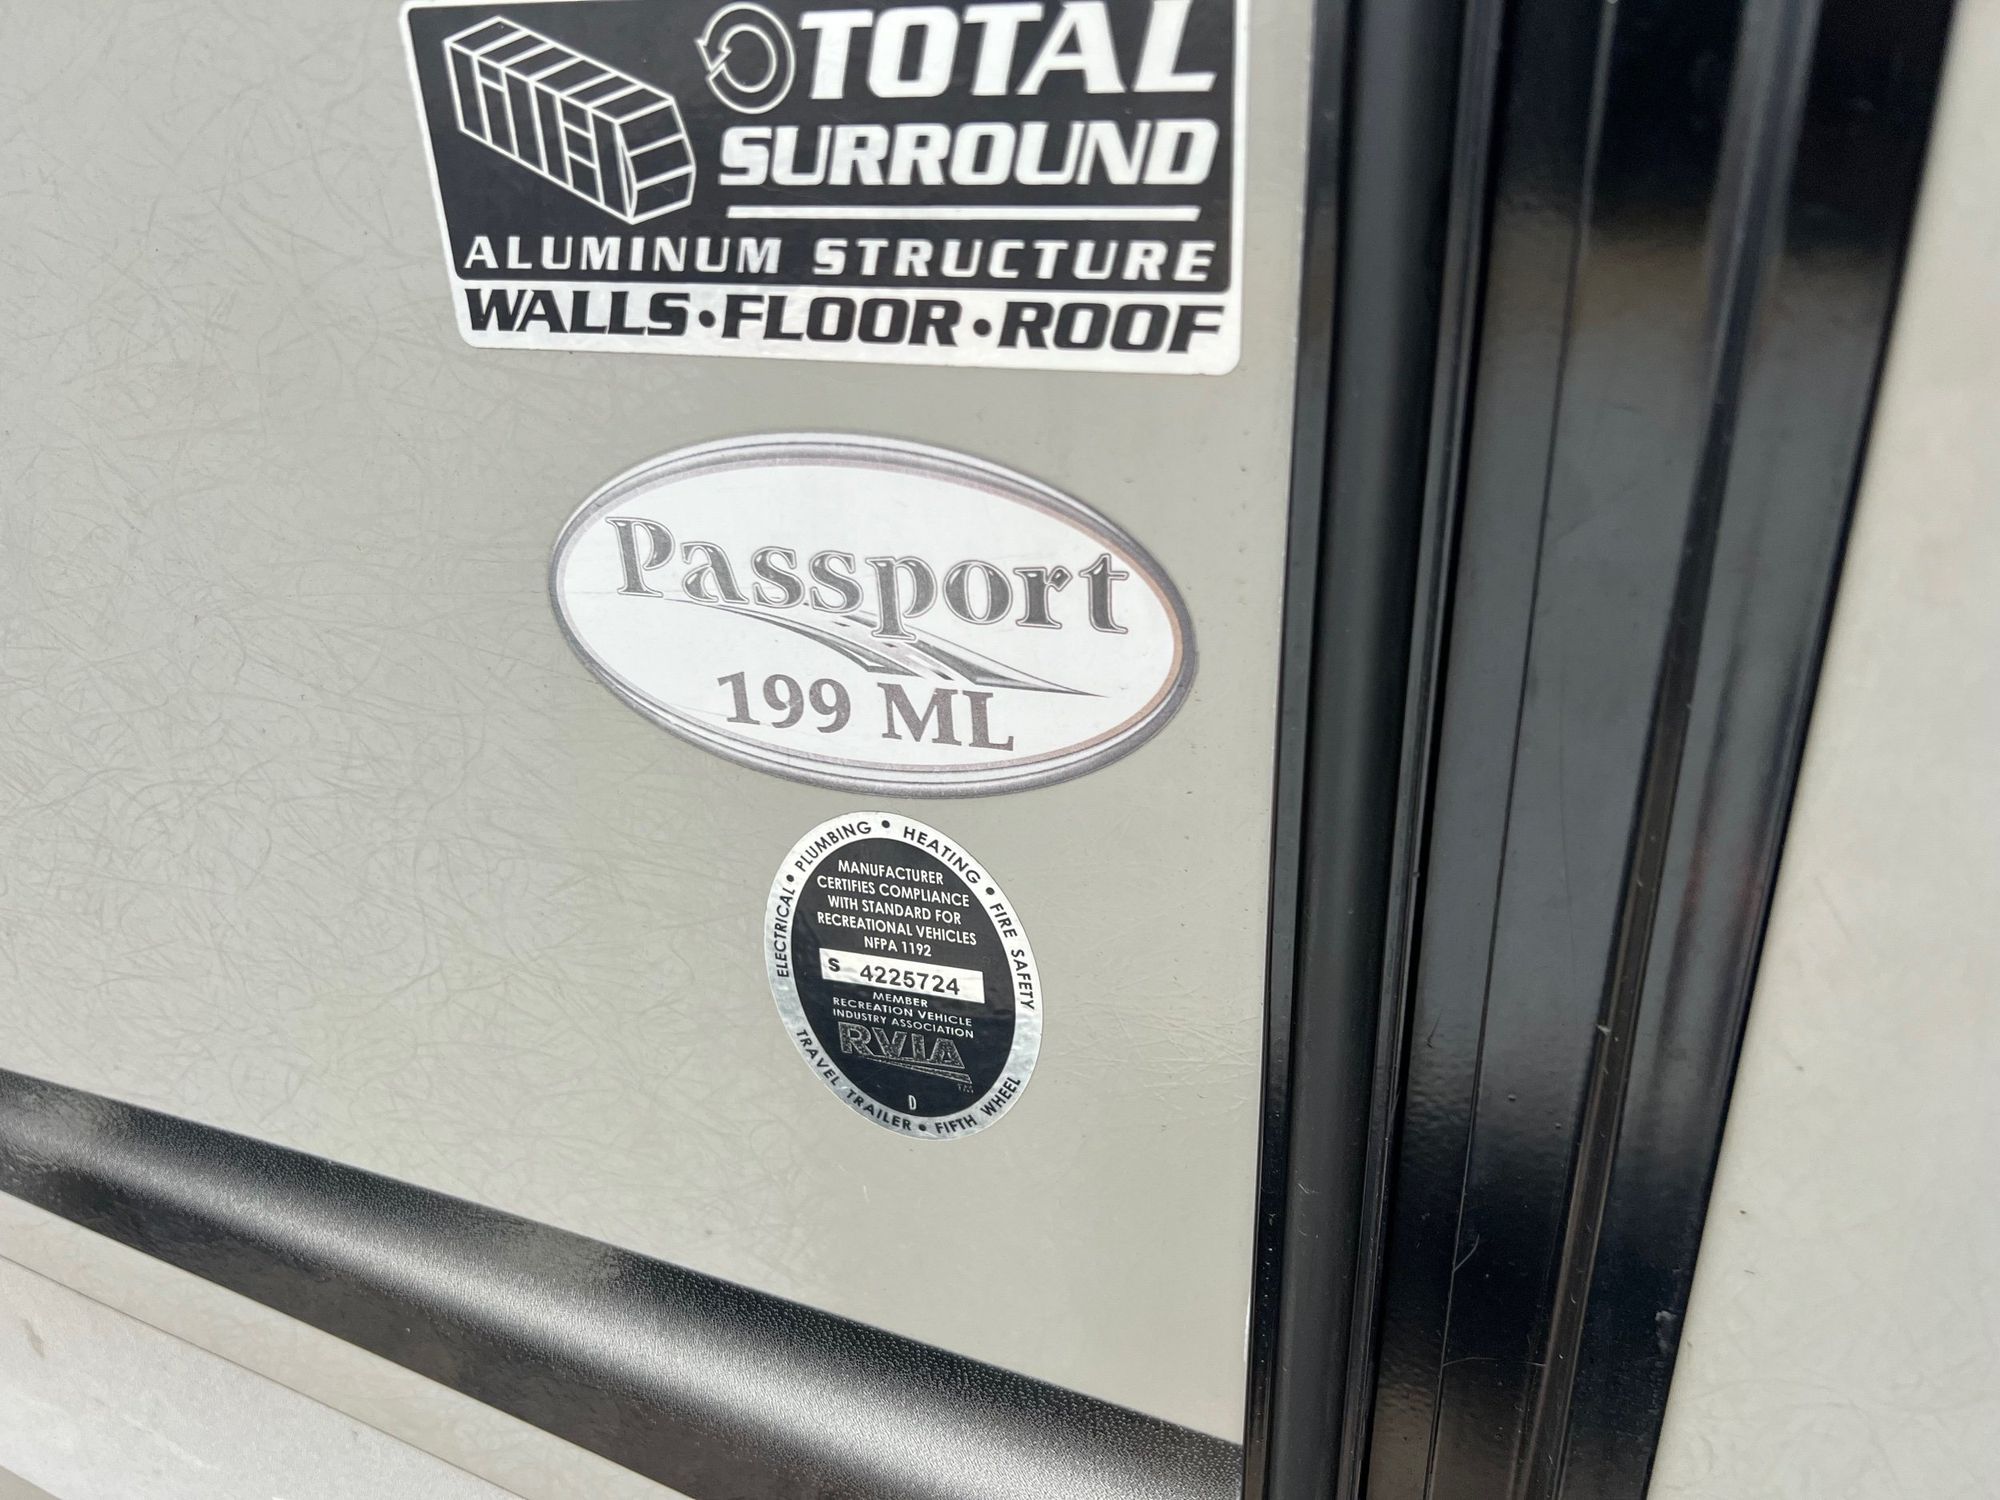 TOTAL
SURROUND
ALUMINUM STRUCTURE
WALLS•FLOOR•ROOF
Passport
199 ML
ELECTRICAL • PLUMBING • HEATING • FIRE SAFETY
MANUFACTURER
CERTIFIES COMPLIANCE
WITH STANDARD FOR
RECREATIONAL VEHICLES
NFPA 1192
S 4225724
MEMBER
RECREATION VEHICLE
INDUSTRY ASSOCIATION
RVIA
TM
D
TRAVEL TRAILER • FIFTH WHEEL